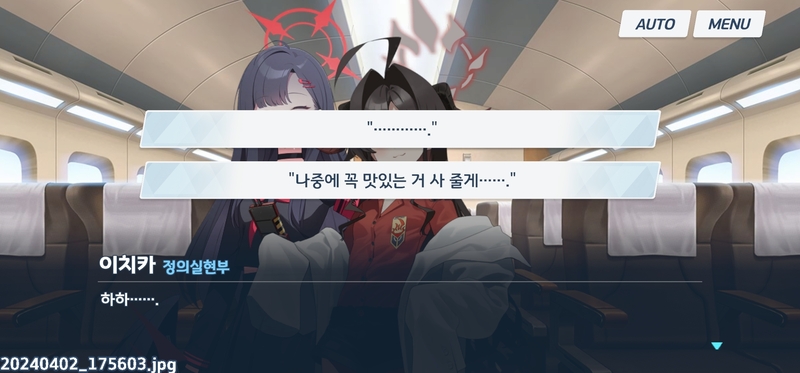 AUTO MENU
"…………."
"나중에 꼭 맛있는 거 사 줄게……."
이치카 정의실현부
하하…….
20240402_175603.jpg